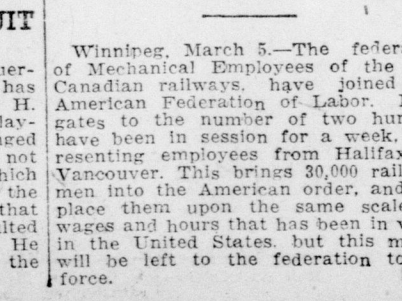 UIT
ner-
has
H.
lay-
nged
not
hich
the
that
ulted
He
the
Winnipeg, March 5.—The feder
of Mechanical Employees of the
Canadian railways, have joined
American Federation of Labor.
gates to the number of two hun
have been in session for a week,
resenting employees from Halifax
Vancouver. This brings 30,000 rail
men into the American order, and
place them upon the same scale
wages and hours that has been in
in the United States, but this m
will be left to the federation to
force.